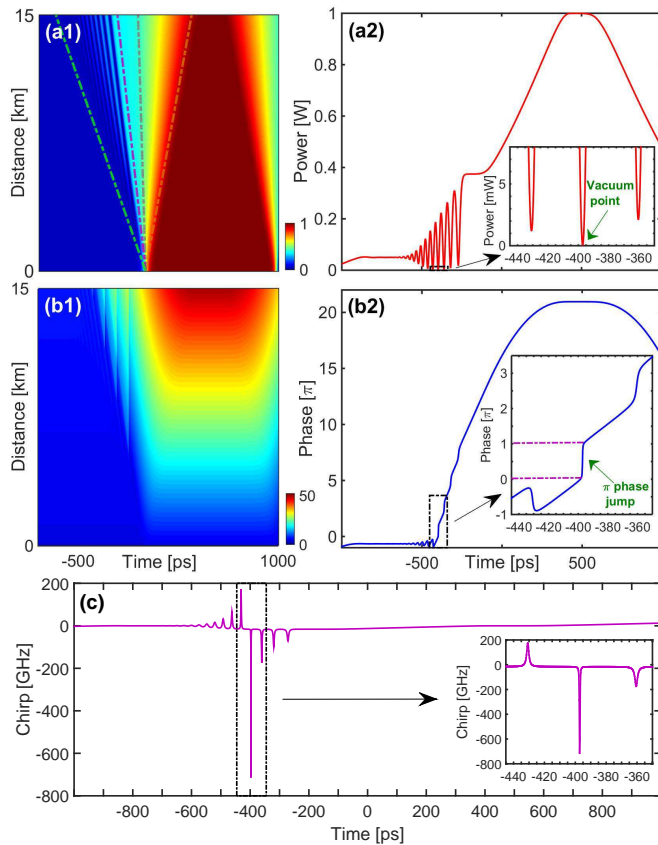 (a1)
15
Distance [km]
0
1
0
(a2)
1
0.8
0.6
0.4
0.2
0
Power [W]
Power [mW]
5
0
Vacuum
point
-440 -420 -400 -380 -360
(b1)
15
Distance [km]
0
50
0
-500
1000
Time [ps]
(b2)
20
15
10
5
0
Phase [π]
Phase [π]
3
2
1
0
-1
π phase
jump
-440 -420 -400 -380 -360
-500
500
Time [ps]
(c)
200
0
-200
-400
-600
-800
Chirp [GHz]
Chirp [GHz]
200
0
-200
-400
-600
-800
-440 -420 -400 -380 -360
-800 -600 -400 -200 0 200 400 600 800
Time [ps]